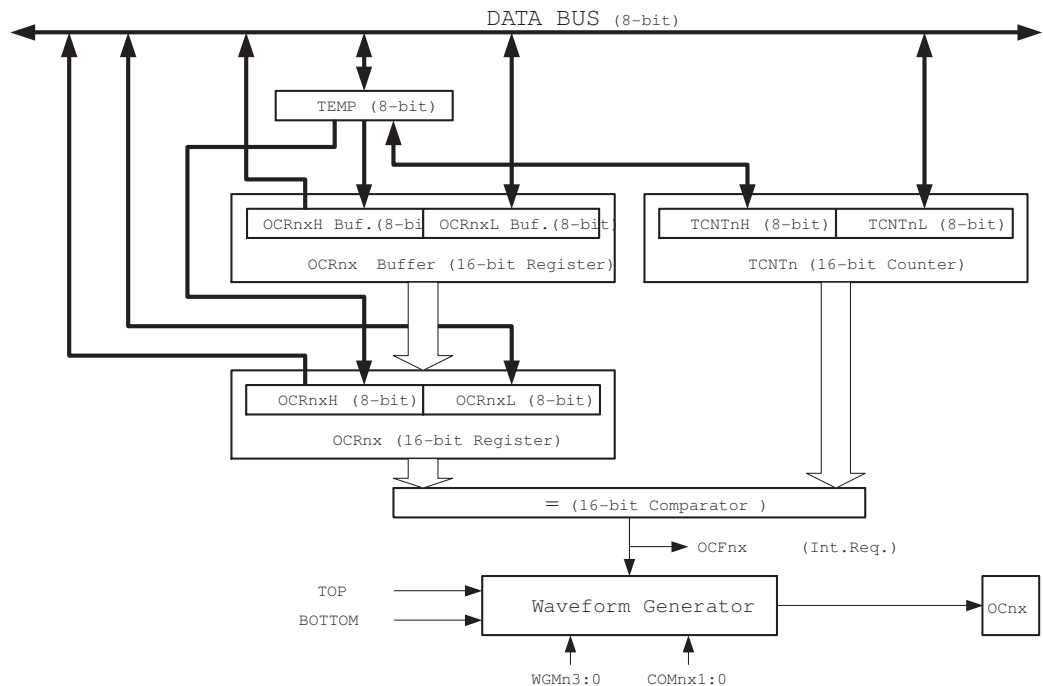 DATA BUS (8-bit)
TEMP (8-bit)
OCRnxH Buf.(8-bi
OCRnxL Buf.(8-bit)
TCNTnH (8-bit)
TCNTnL (8-bit)
OCRnx Buffer (16-bit Register)
TCNTn (16-bit Counter)
OCRnxH (8-bit)
OCRnxL (8-bit)
OCRnx (16-bit Register)
= (16-bit Comparator )
OCFnx (Int.Req.)
TOP
BOTTOM
Waveform Generator
OCnx
WGMn3:0
COMnx1:0